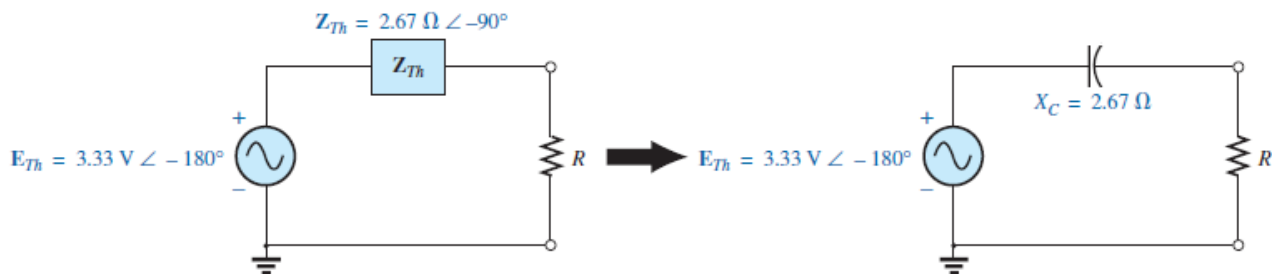 Z_Th = 2.67 Ω ∠ –90°
Z_Th
+
E_Th = 3.33 V ∠ – 180°
–
R
X_C = 2.67 Ω
+
E_Th = 3.33 V ∠ – 180°
–
R